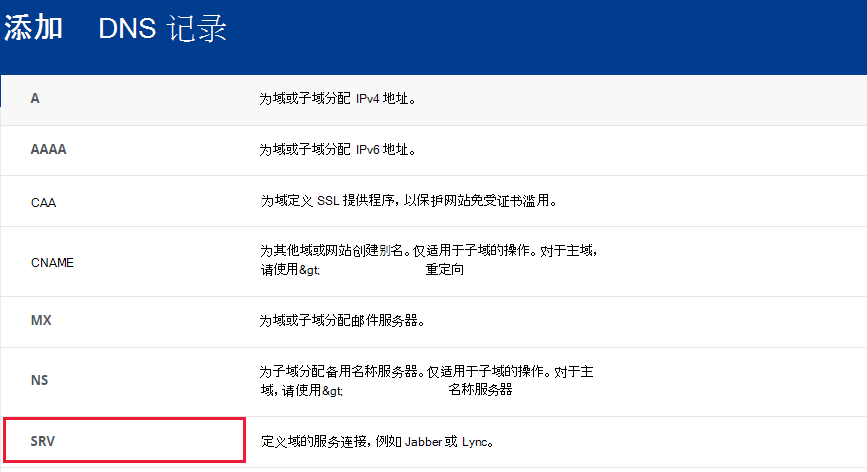 添加 DNS 记录
A 为域或子域分配 IPv4 地址。
AAAA 为域或子域分配 IPv6 地址。
CAA 为域定义 SSL 提供程序，以保护网站免受证书滥用。
CNAME 为其他域或网站创建别名。仅适用于子域的操作。对于主域，
请使用&gt; 重定向
MX 为域或子域分配邮件服务器。
NS 为子域分配备用名称服务器。仅适用于子域的操作。对于主
域，请使用&gt; 名称服务器
SRV 定义域的服务连接，例如 Jabber 或 Lync。